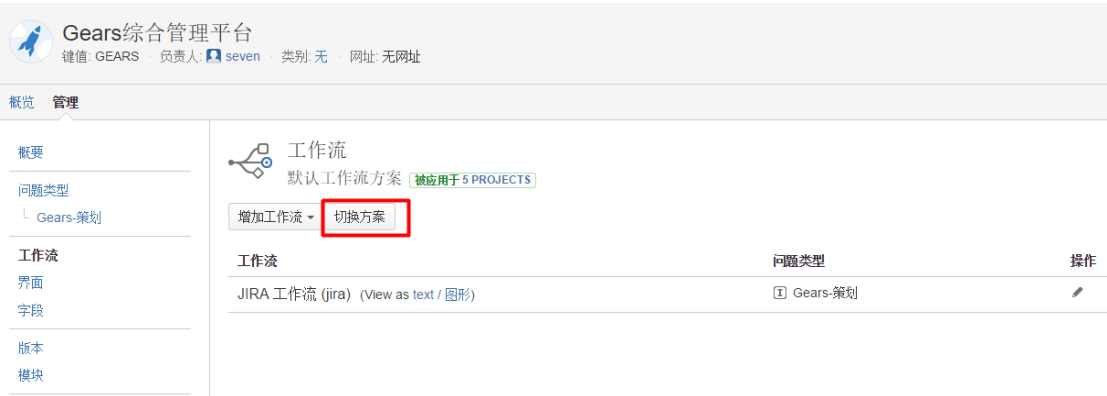 Gears综合管理平台
键值: GEARS · 负责人: seven · 类别: 无 · 网址: 无网址
概览 管理
概要
问题类型
Gears-策划
工作流
界面
字段
版本
模块
工作流
默认工作流方案 被应用于 5 PROJECTS
增加工作流 切换方案
工作流 问题类型 操作
JIRA 工作流 (jira) (View as text / 图形) Gears-策划